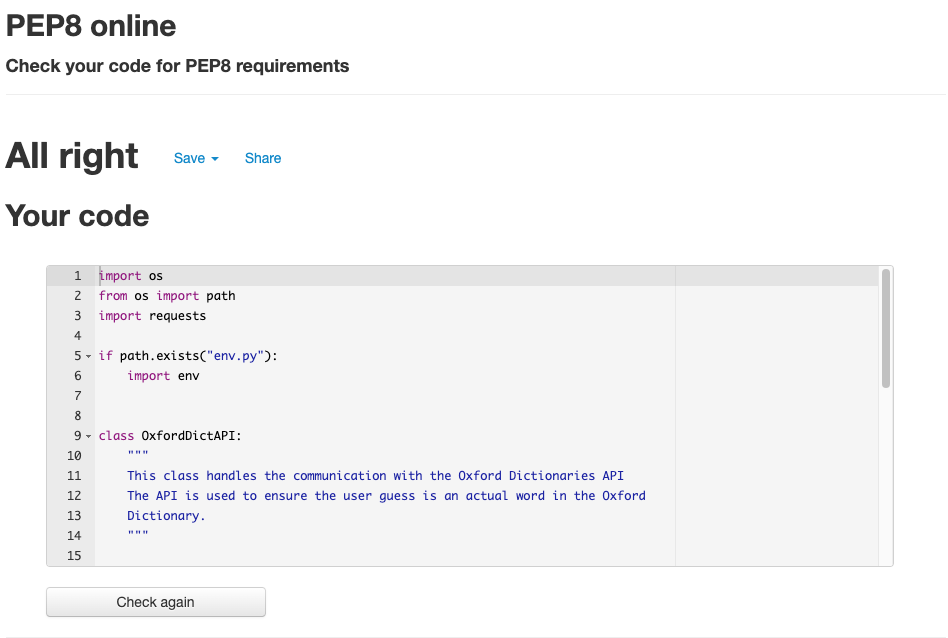 PEP8 online
Check your code for PEP8 requirements
All right Save Share
Your code
1 import os
2 from os import path
3 import requests
4
5 if path.exists("env.py"):
6     import env
7
8
9 class OxfordDictAPI:
10     """
11     This class handles the communication with the Oxford Dictionaries API
12     The API is used to ensure the user guess is an actual word in the Oxford
13     Dictionary.
14     """
15
Check again